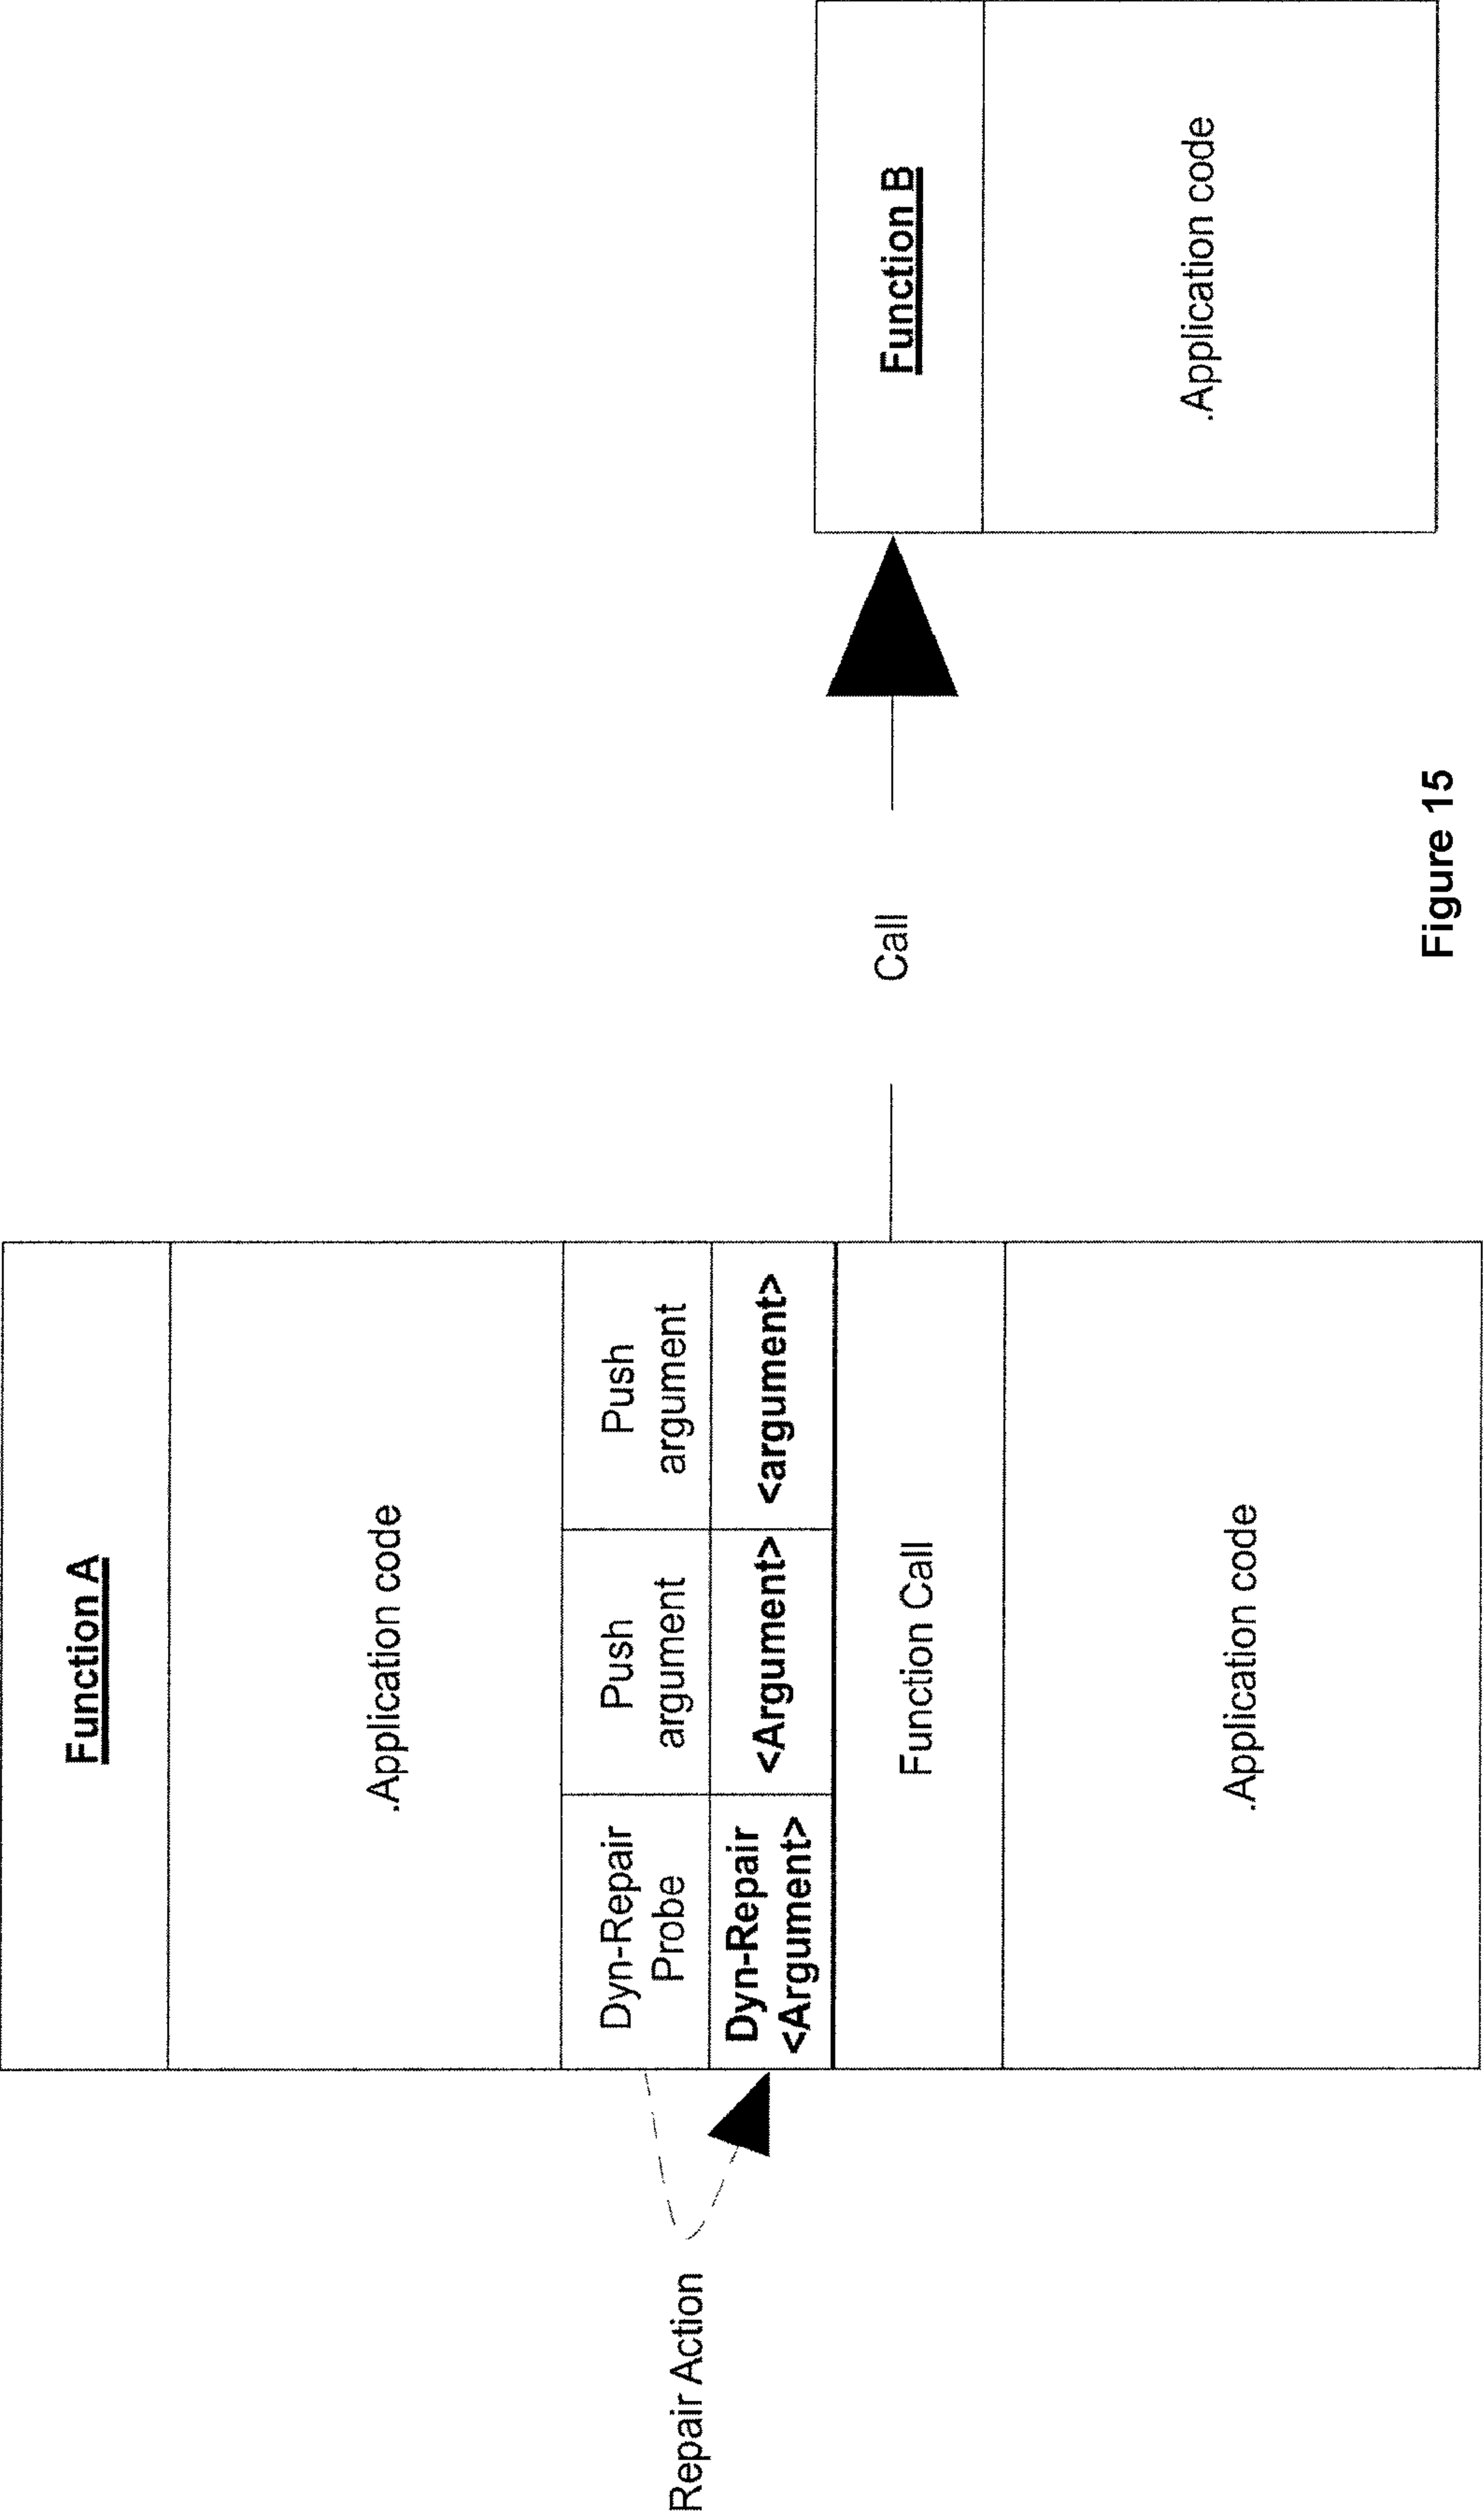 Function A
.Application code
Repair Action
Dyn-Repair
Probe
Push
argument
Push
argument
Dyn-Repair
<Argument>
<Argument>
<argument>
Function Call
.Application code
Call
Function B
.Application code
Figure 15